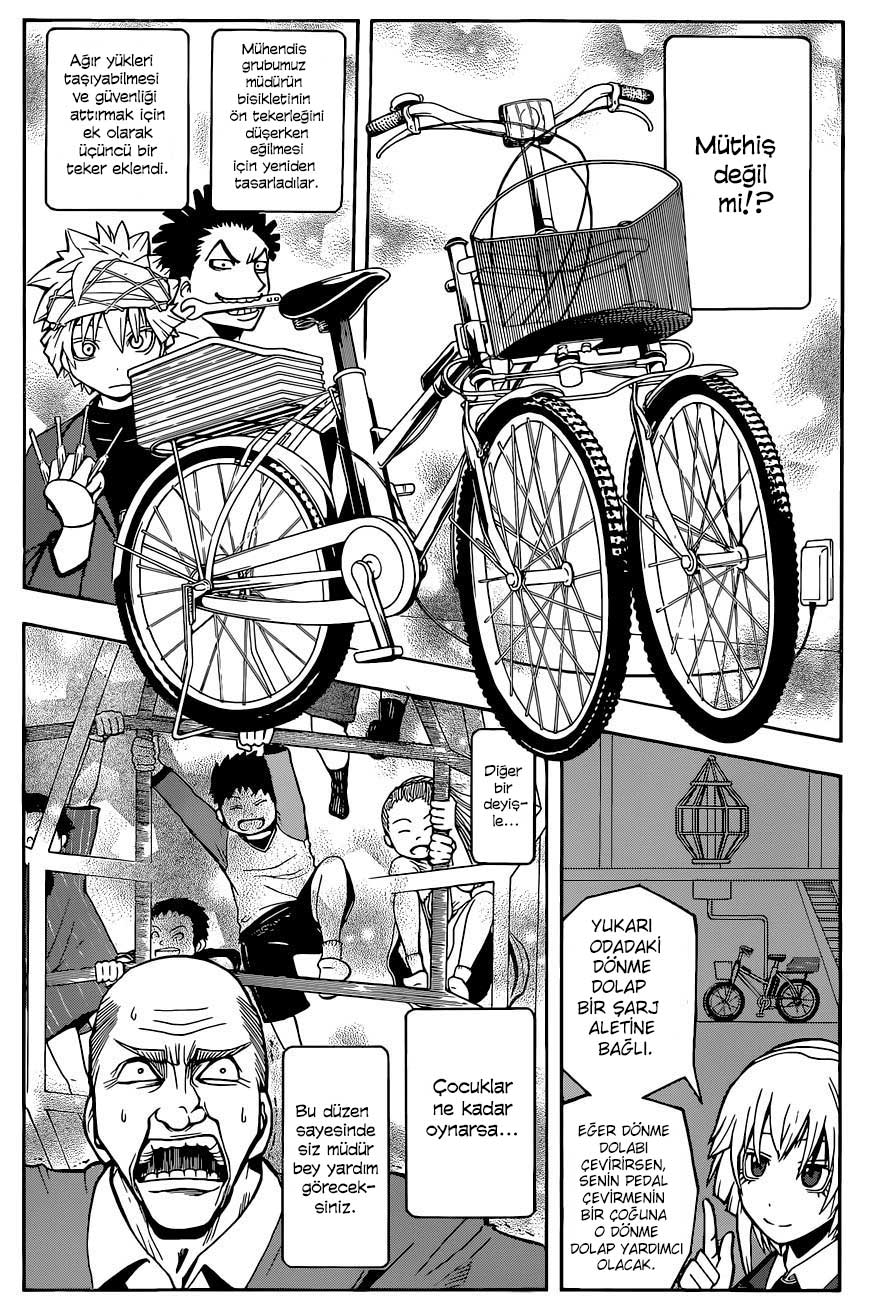 Müthiş
değil
mi!?
Mühendis
grubumuz
müdürün
bisikletinin
ön tekerleğini
düşerken
eğilmesi
için yeniden
tasarladılar.
Ağır yükleri
taşıyabilmesi
ve güvenliği
attırmak için
ek olarak
üçüncü bir
teker eklendi.
YUKARI
ODADAKİ
DÖNME
DOLAP
BİR ŞARJ
ALETİNE
BAĞLI.
EĞER DÖNME
DOLABI
ÇEVİRİRSEN,
SENİN PEDAL
ÇEVİRMENİN
BİR ÇOĞUNA
O DÖNME
DOLAP YARDIMCI
OLACAK.
Diğer
bir
deyiş-
le...
Çocuklar
ne kadar
oynarsa...
Bu düzen
sayesinde
siz müdür
bey yardım
görecek-
siniz.